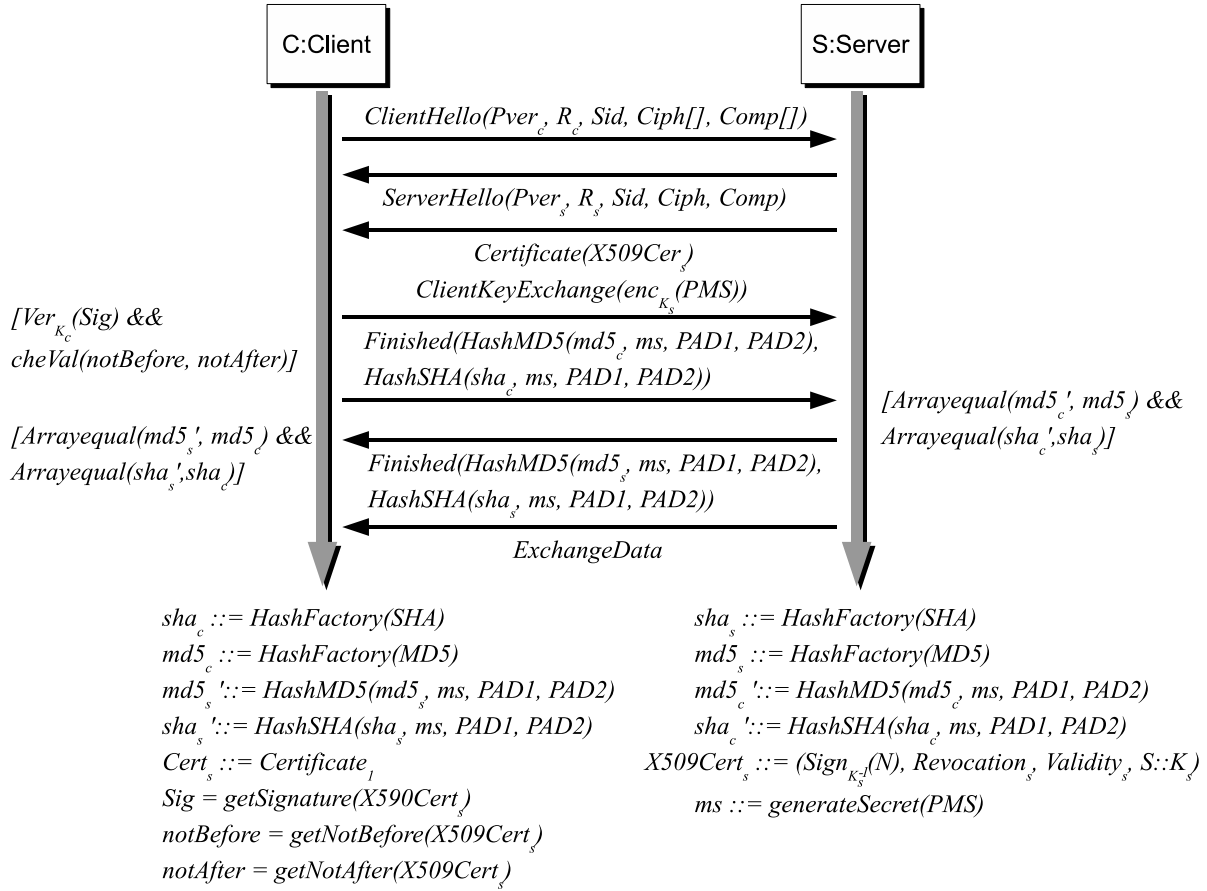 C:Client
S:Server
ClientHello(Pver_c, R_c, Sid, Ciph[], Comp[])
ServerHello(Pver_s, R_s, Sid, Ciph, Comp)
Certificate(X509Cer_s)
ClientKeyExchange(enc_K_s(PMS))
[Ver_K_c(Sig) &&
cheVal(notBefore, notAfter)]
Finished(HashMD5(md5_c, ms, PAD1, PAD2),
HashSHA(sha_c, ms, PAD1, PAD2))
[Arrayequal(md5_c', md5_s) &&
Arrayequal(sha_c',sha_s)]
[Arrayequal(md5_s', md5_c) &&
Arrayequal(sha_s',sha_c)]
Finished(HashMD5(md5_s, ms, PAD1, PAD2),
HashSHA(sha_s, ms, PAD1, PAD2))
ExchangeData
sha_c ::= HashFactory(SHA)
md5_c ::= HashFactory(MD5)
md5_s '::= HashMD5(md5_s, ms, PAD1, PAD2)
sha_s '::= HashSHA(sha_s, ms, PAD1, PAD2)
Cert_s ::= Certificate_1
Sig = getSignature(X590Cert_s)
notBefore = getNotBefore(X509Cert_s)
notAfter = getNotAfter(X509Cert_s)
sha_s ::= HashFactory(SHA)
md5_s ::= HashFactory(MD5)
md5_c '::= HashMD5(md5_c, ms, PAD1, PAD2)
sha_c '::= HashSHA(sha_c, ms, PAD1, PAD2)
X509Cert_s ::= (Sign_K_s^-1(N), Revocation_s, Validity_s, S::K_s)
ms ::= generateSecret(PMS)